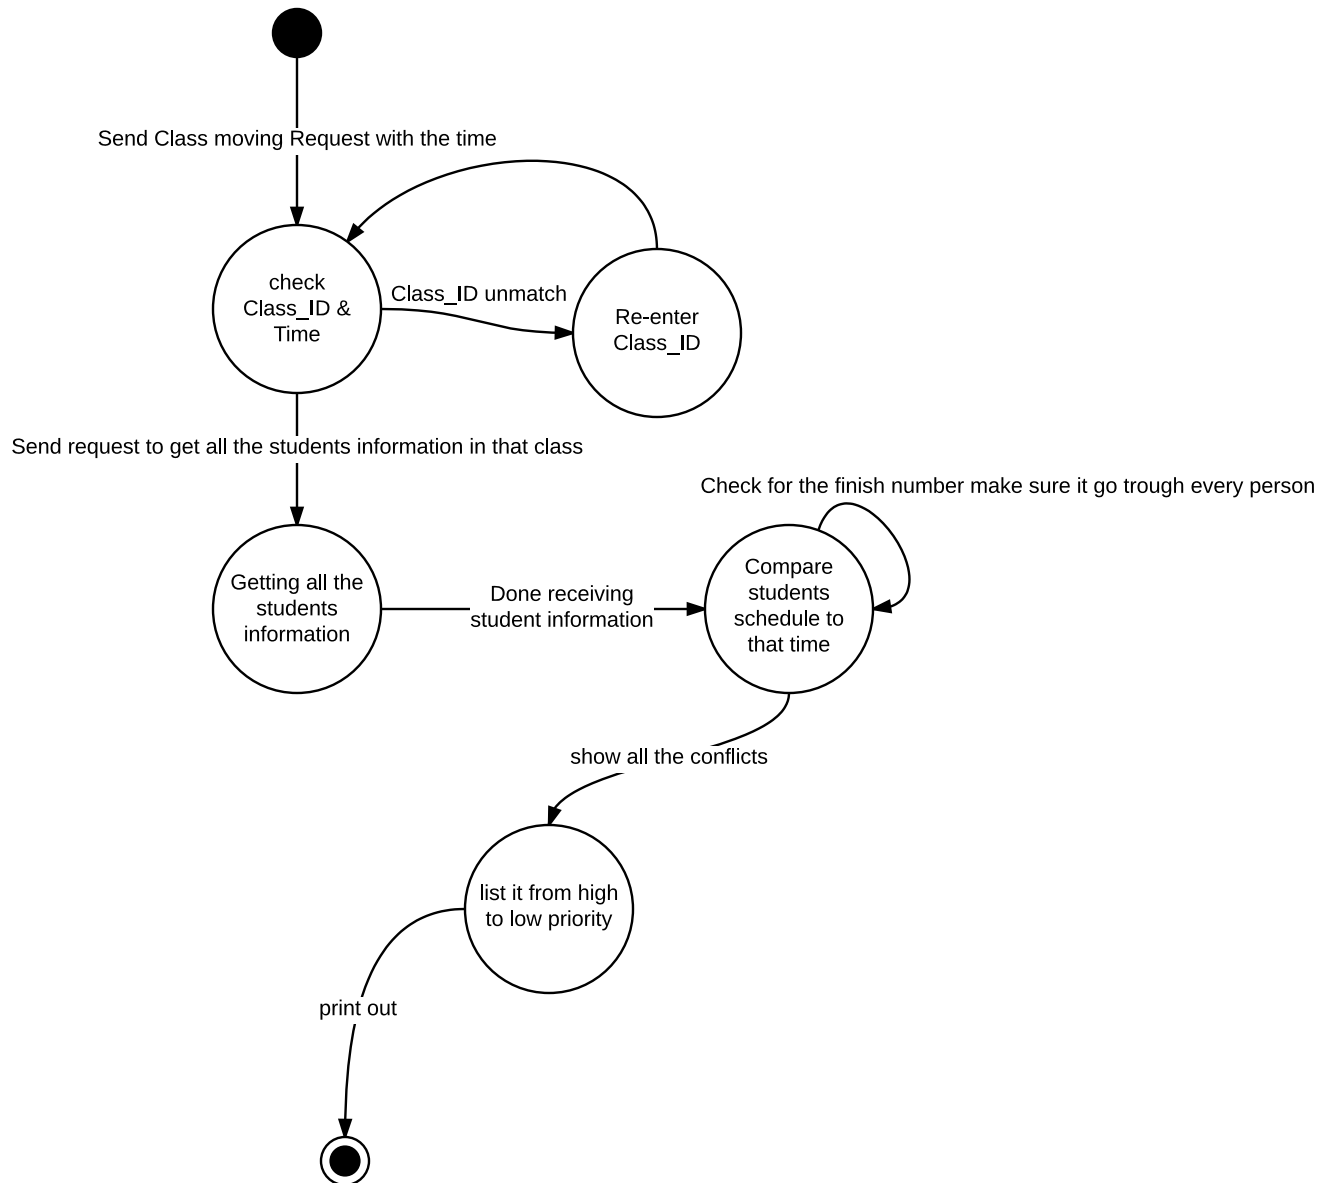 Send Class moving Request with the time
check
Class_ID &
Time
Class_ID unmatch
Re-enter
Class_ID
Send request to get all the students information in that class
Check for the finish number make sure it go trough every person
Getting all the
students
information
Done receiving
student information
Compare
students
schedule to
that time
show all the conflicts
list it from high
to low priority
print out